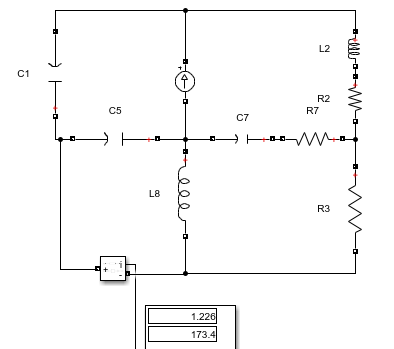 L2
C1
R2
C5
C7
R7
L8
R3
+ i -
1.226
173.4